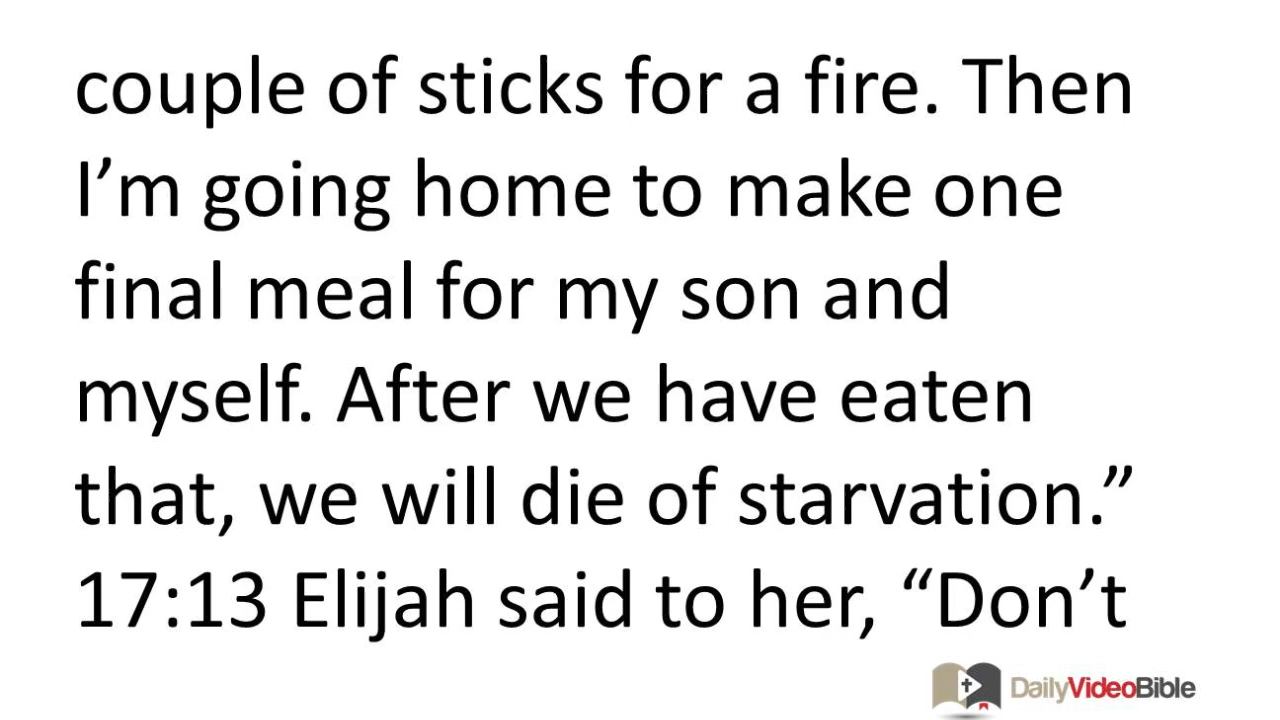 couple of sticks for a fire. Then
I’m going home to make one
final meal for my son and
myself. After we have eaten
that, we will die of starvation.”
17:13 Elijah said to her, “Don’t
DailyVideoBible